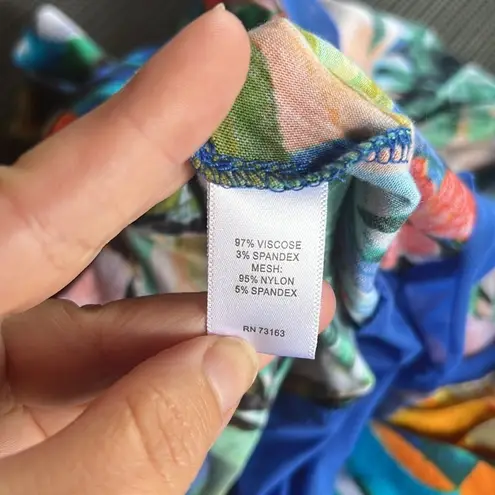 97% VISCOSE
3% SPANDEX
MESH:
95% NYLON
5% SPANDEX
RN 73163